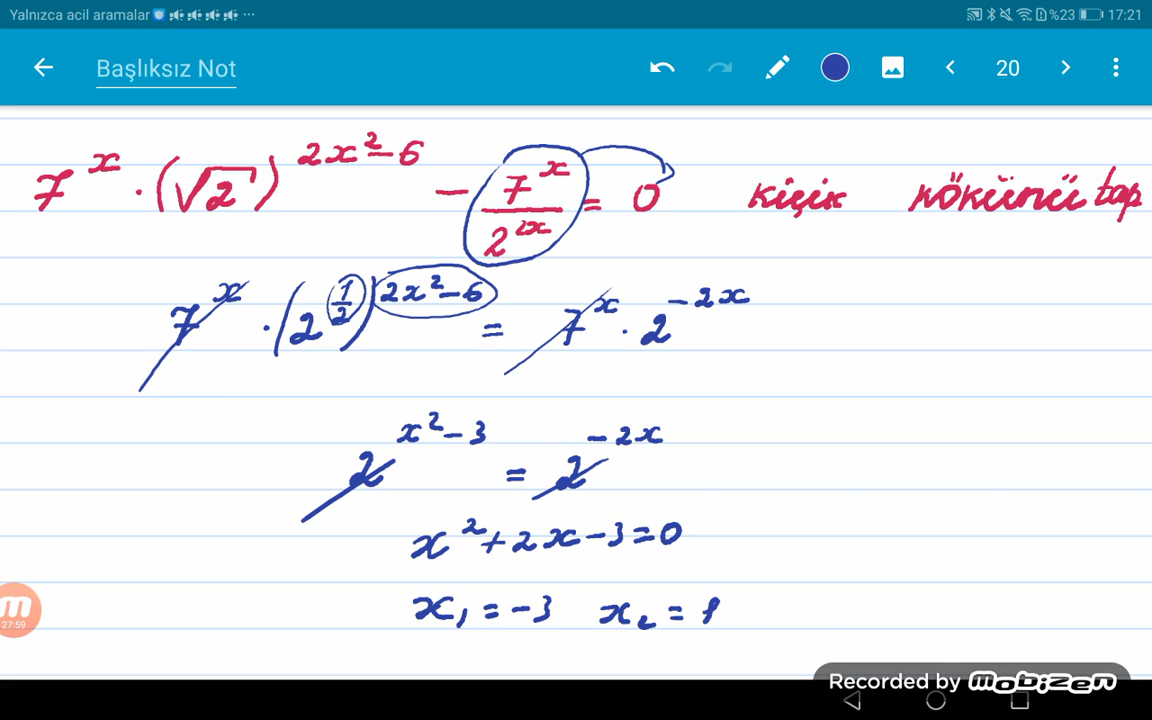 Yalnızca acil aramalar ... %23 17:21
Başlıksız Not 20
7^x · (√2)^(2x²-6) - 7^x/2^(2x) = 0 kiçik kökünü tap
7^x · (2^(1/2))^(2x²-6) = 7^x · 2^(-2x)
2^(x²-3) = 2^(-2x)
x²+2x-3=0
x₁=-3 x₂=1
27:59
Recorded by mobizen